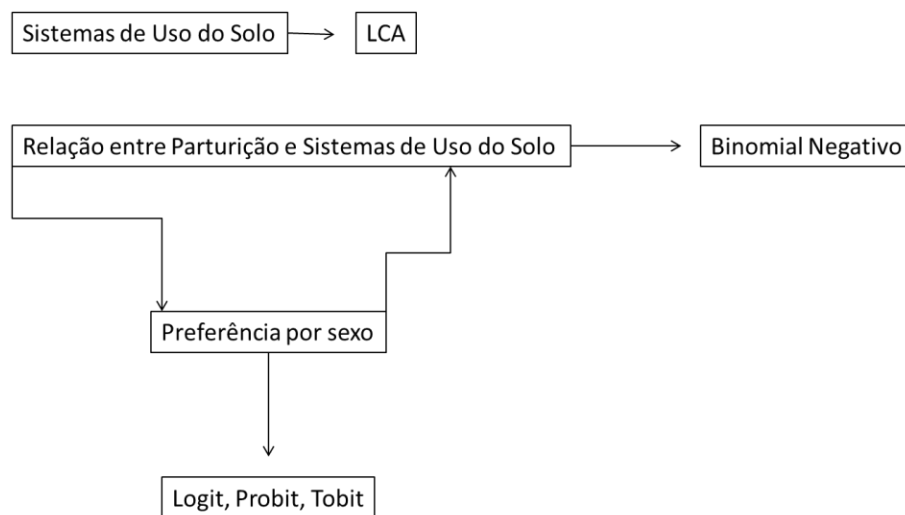 Sistemas de Uso do Solo
LCA
Relação entre Parturição e Sistemas de Uso do Solo
Binomial Negativo
Preferência por sexo
Logit, Probit, Tobit